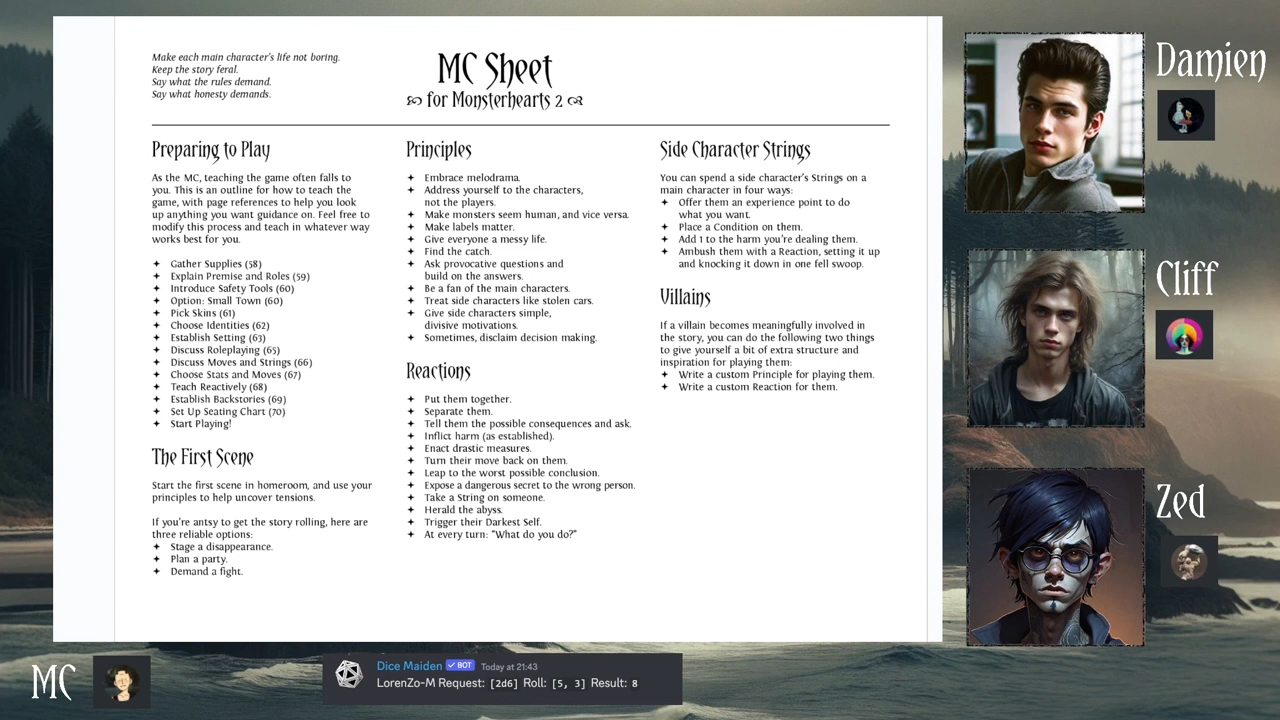 Make each main character's life not boring.
Keep the story feral.
Say what the rules demand.
Say what honesty demands.
MC Sheet
for Monsterhearts 2
Preparing to Play
As the MC, teaching the game often falls to
you. This is an outline for how to teach the
game, with page references to help you look
up anything you want guidance on. Feel free to
modify this process and teach in whatever way
works best for you.
Gather Supplies (58)
Explain Premise and Roles (59)
Introduce Safety Tools (60)
Option: Small Town (60)
Pick Skins (61)
Choose Identities (62)
Establish Setting (63)
Discuss Roleplaying (65)
Discuss Moves and Strings (66)
Choose Stats and Moves (67)
Teach Reactively (68)
Establish Backstories (69)
Set Up Seating Chart (70)
Start Playing!
The First Scene
Start the first scene in homeroom, and use your
principles to help uncover tensions.
If you're antsy to get the story rolling, here are
three reliable options:
Stage a disappearance.
Plan a party.
Demand a fight.
Principles
Embrace melodrama.
Address yourself to the characters,
not the players.
Make monsters seem human, and vice versa.
Make labels matter.
Give everyone a messy life.
Find the catch.
Ask provocative questions and
build on the answers.
Be a fan of the main characters.
Treat side characters like stolen cars.
Give side characters simple,
divisive motivations.
Sometimes, disclaim decision making.
Reactions
Put them together.
Separate them.
Tell them the possible consequences and ask.
Inflict harm (as established).
Enact drastic measures.
Turn their move back on them.
Leap to the worst possible conclusion.
Expose a dangerous secret to the wrong person.
Take a String on someone.
Herald the abyss.
Trigger their Darkest Self.
At every turn: "What do you do?"
Side Character Strings
You can spend a side character's Strings on a
main character in four ways:
Offer them an experience point to do
what you want.
Place a Condition on them.
Add 1 to the harm you're dealing them.
Ambush them with a Reaction, setting it up
and knocking it down in one fell swoop.
Villains
If a villain becomes meaningfully involved in
the story, you can do the following two things
to give yourself a bit of extra structure and
inspiration for playing them:
Write a custom Principle for playing them.
Write a custom Reaction for them.
Damien
Cliff
Zed
MC
Dice Maiden BOT Today at 21:43
LorenZo-M Request: [2d6] Roll: [5, 3] Result: 8